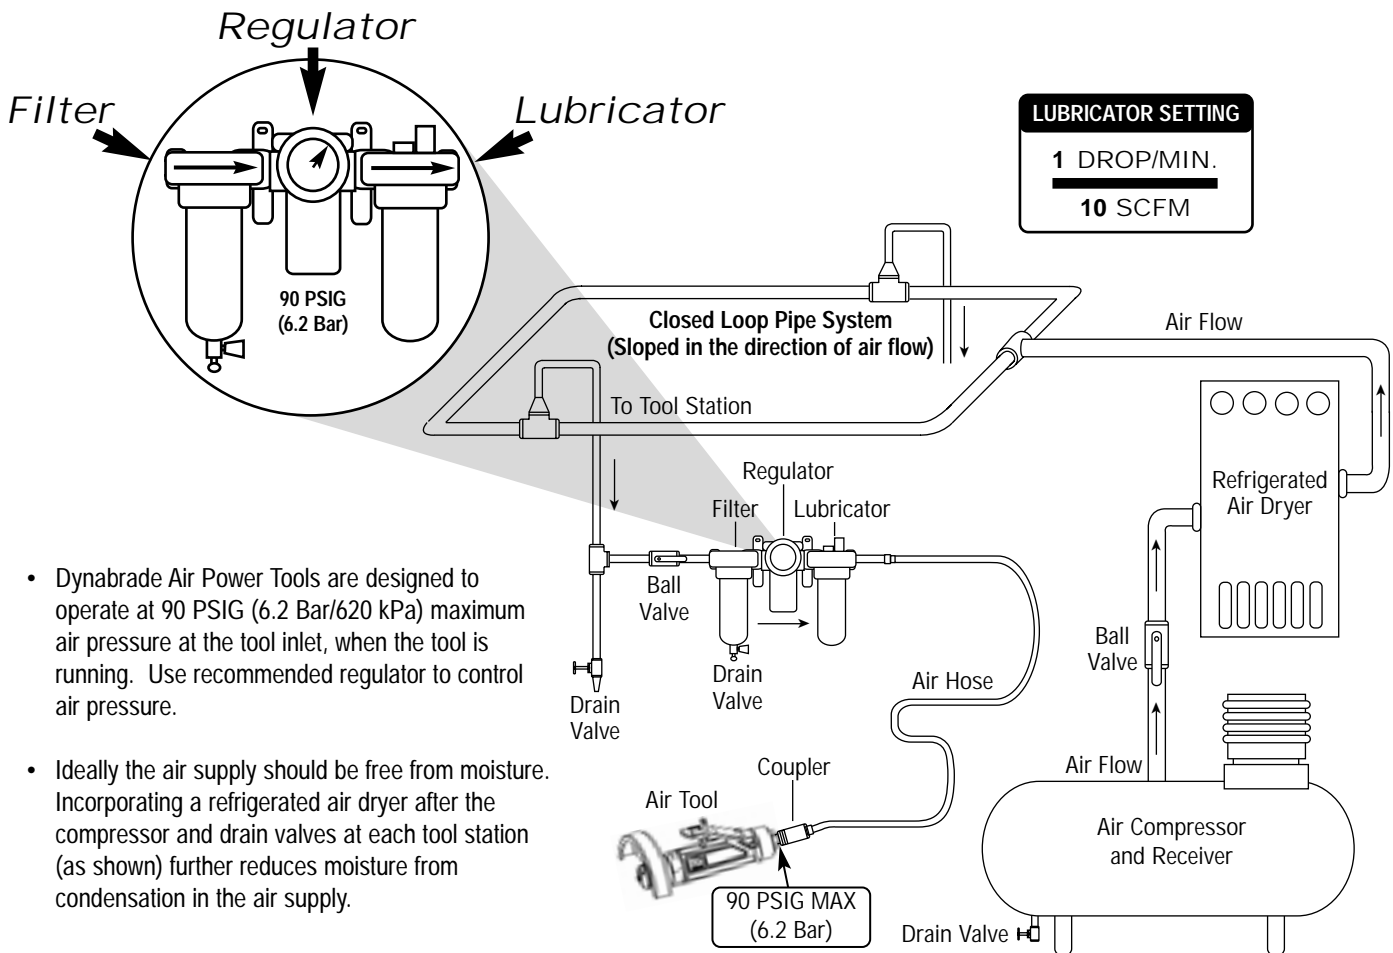 Regulator
Filter
Lubricator
90 PSIG
(6.2 Bar)
LUBRICATOR SETTING
1 DROP/MIN.
10 SCFM
Closed Loop Pipe System
(Sloped in the direction of air flow)
Air Flow
To Tool Station
Refrigerated
Air Dryer
Regulator
Filter
Lubricator
Ball
Valve
Drain
Valve
Drain
Valve
Air Hose
Ball
Valve
Air Flow
Coupler
Air Tool
90 PSIG MAX
(6.2 Bar)
Air Compressor
and Receiver
Drain Valve
• Dynabrade Air Power Tools are designed to
operate at 90 PSIG (6.2 Bar/620 kPa) maximum
air pressure at the tool inlet, when the tool is
running. Use recommended regulator to control
air pressure.
• Ideally the air supply should be free from moisture.
Incorporating a refrigerated air dryer after the
compressor and drain valves at each tool station
(as shown) further reduces moisture from
condensation in the air supply.